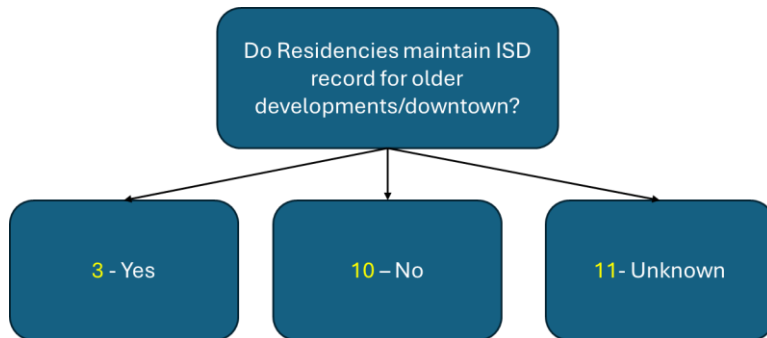 Do Residencies maintain ISD
record for older
developments/downtown?
3 - Yes
10 – No
11- Unknown